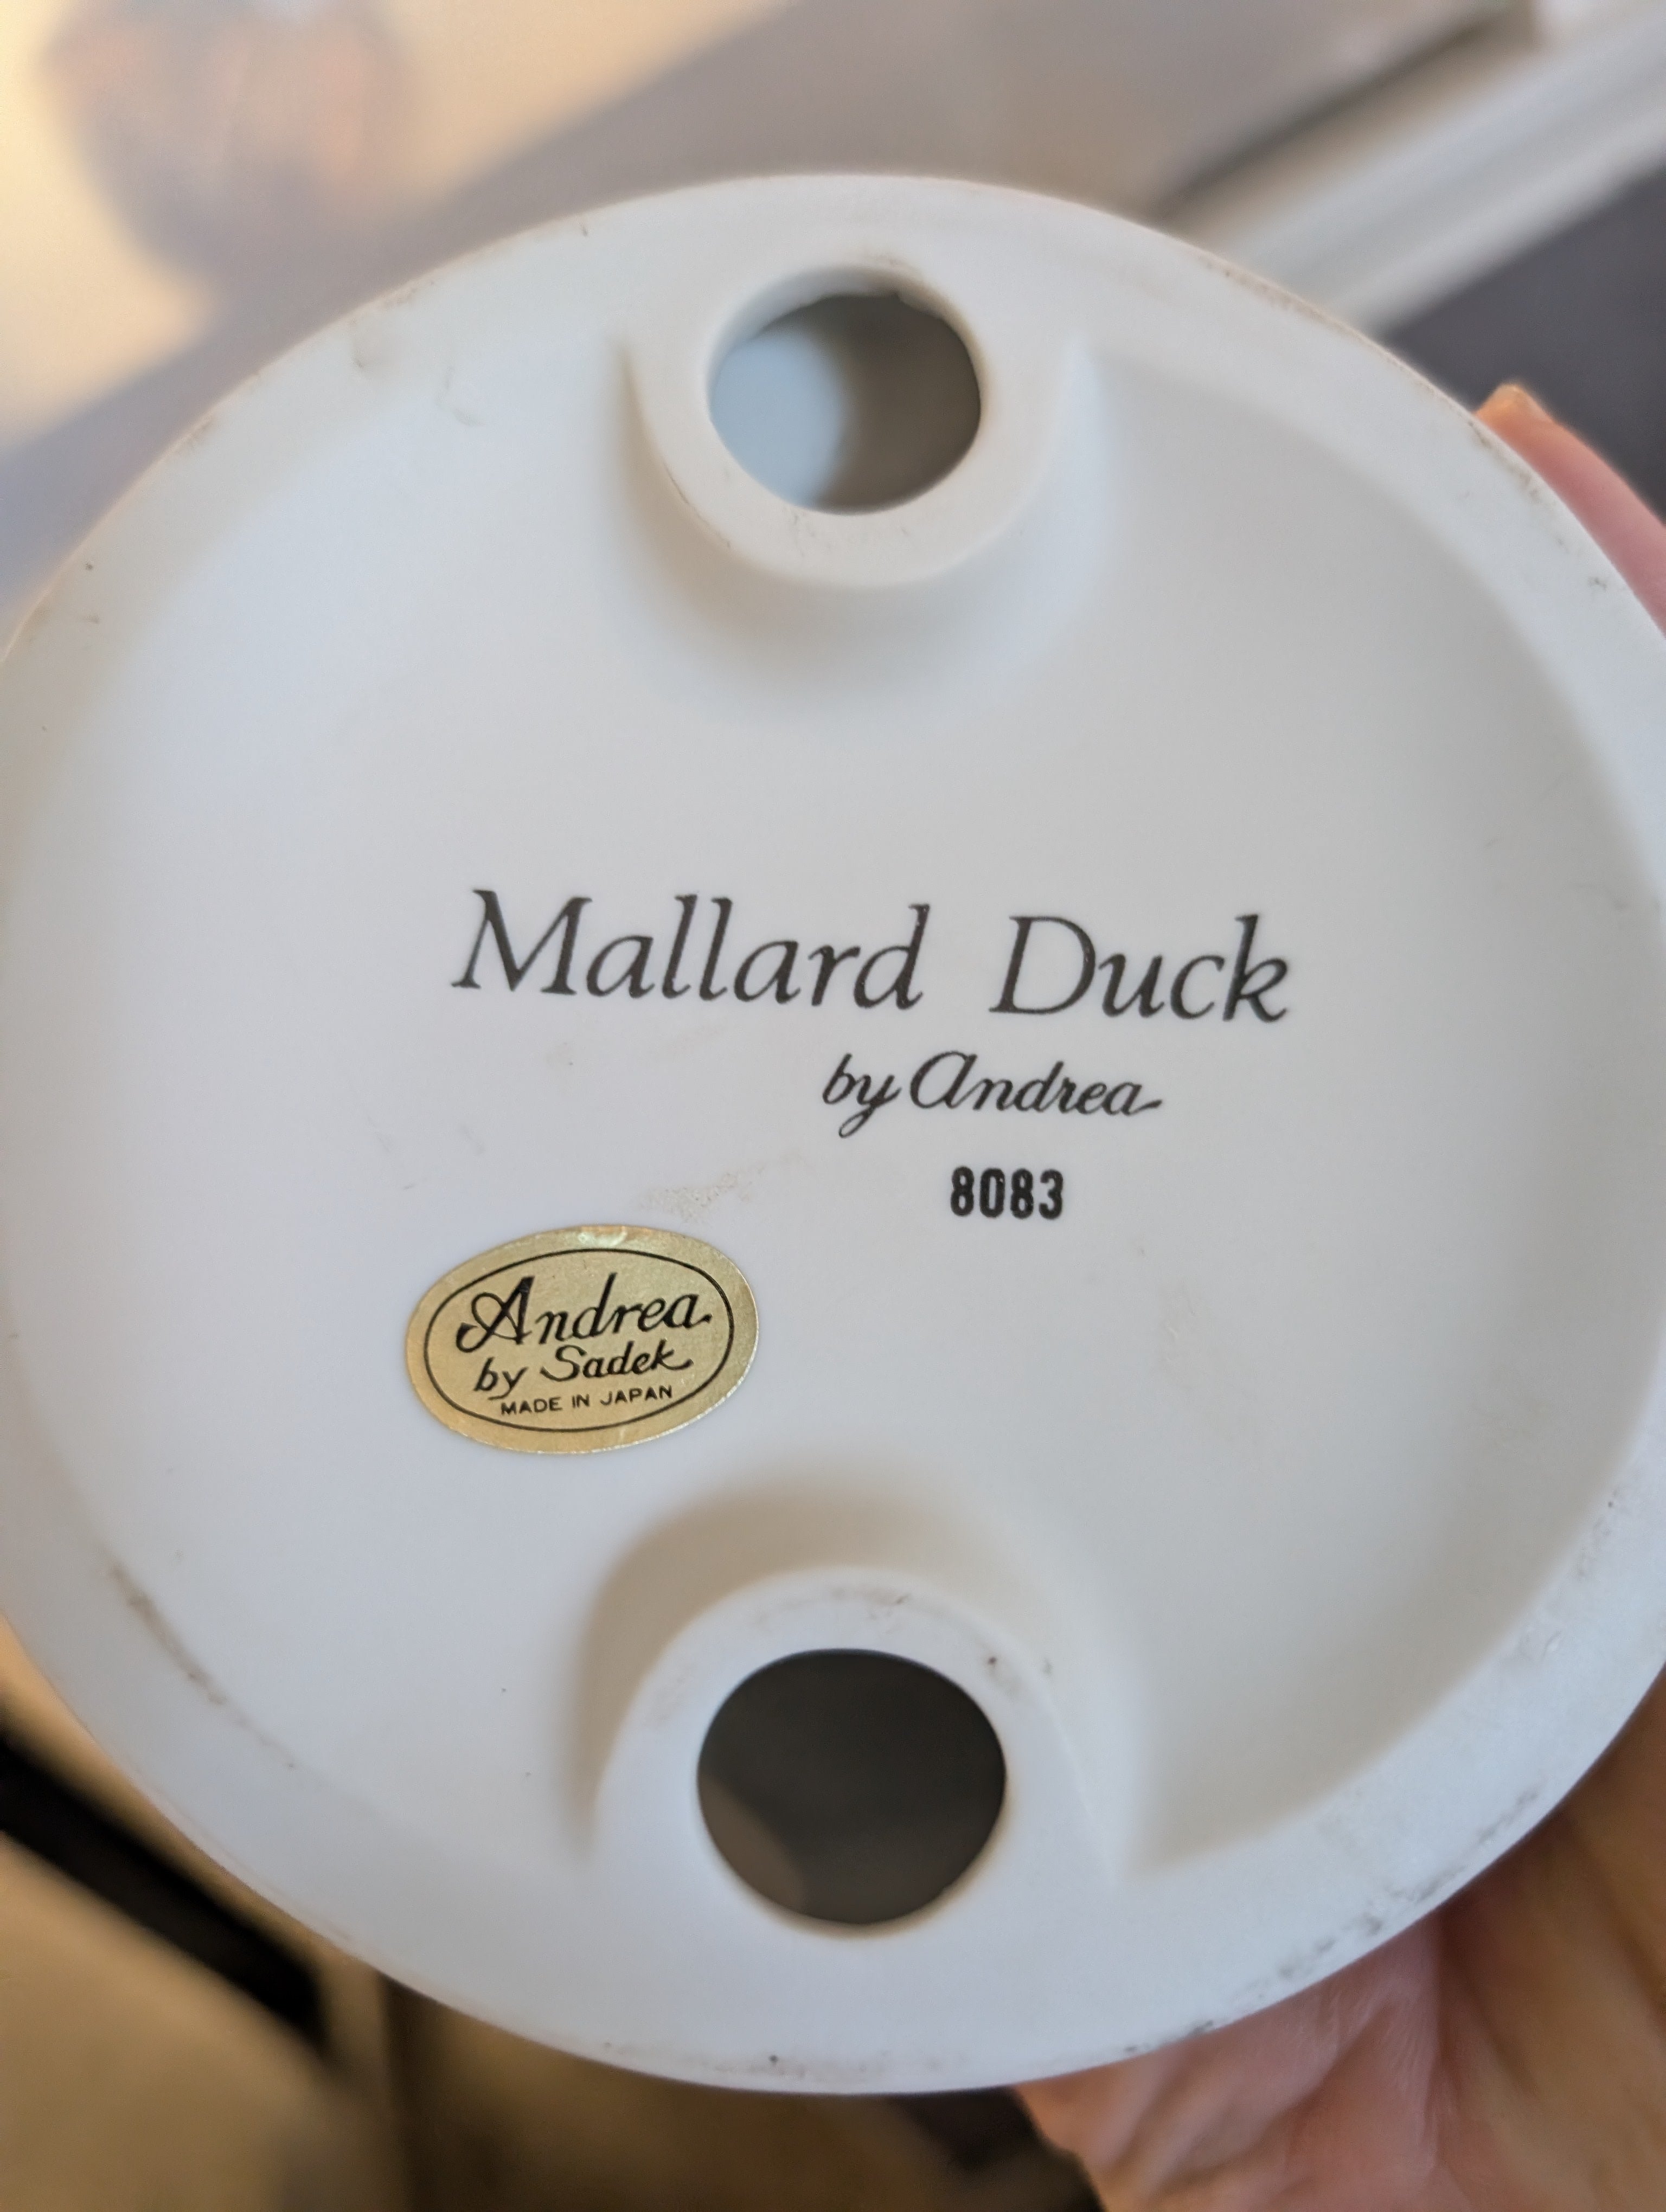 Mallard Duck
by Andrea
8083
Andrea
by Sadek
MADE IN JAPAN